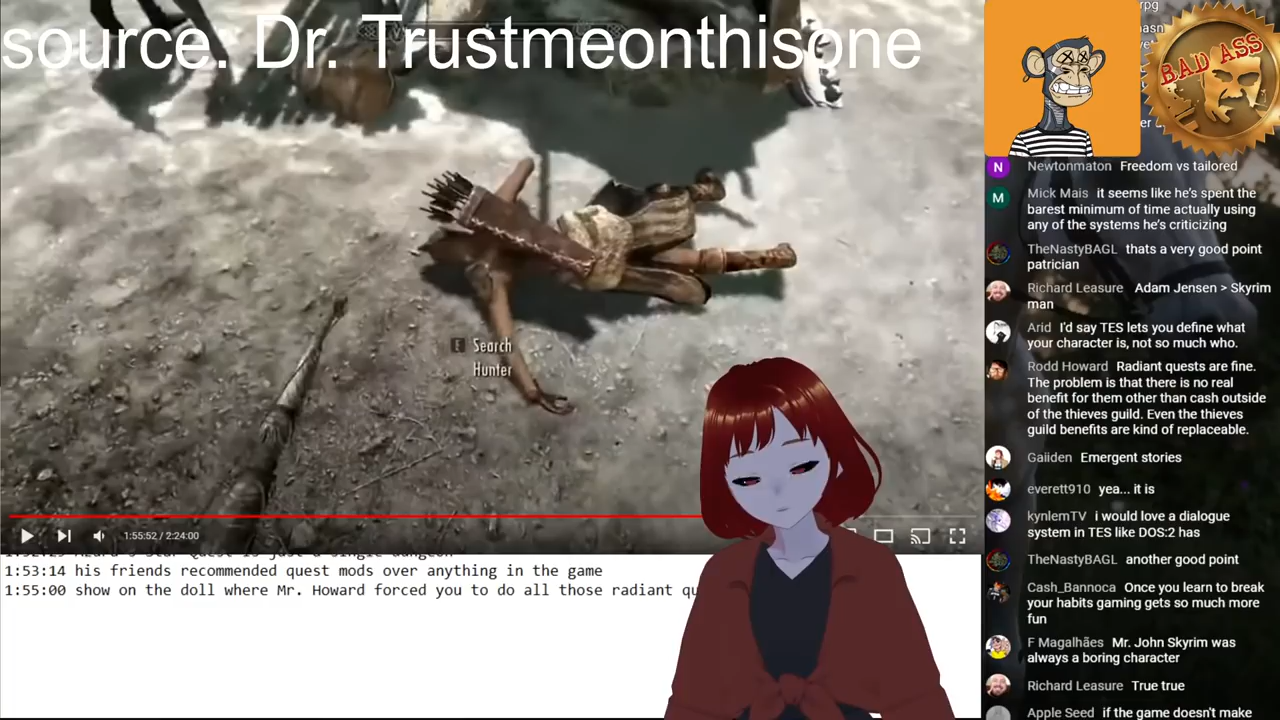 source: Dr. Trustmeonthisone
E Search
Hunter
1:55:52 / 2:24:00
1:53:14 his friends recommended quest mods over anything in the game
1:55:00 show on the doll where Mr. Howard forced you to do all those radiant qu
rpg
BAD ASS
Newtonmaton Freedom vs tailored
Mick Mais it seems like he's spent the
barest minimum of time actually using
any of the systems he's criticizing
TheNastyBAGL thats a very good point
patrician
Richard Leasure Adam Jensen > Skyrim
man
Arid I'd say TES lets you define what
your character is, not so much who.
Rodd Howard Radiant quests are fine.
The problem is that there is no real
benefit for them other than cash outside
of the thieves guild. Even the thieves
guild benefits are kind of replaceable.
Gaiiden Emergent stories
everett910 yea... it is
kynlemTV i would love a dialogue
system in TES like DOS:2 has
TheNastyBAGL another good point
Cash_Bannoca Once you learn to break
your habits gaming gets so much more
fun
F Magalhães Mr. John Skyrim was
always a boring character
Richard Leasure True true
Apple Seed if the game doesn't make